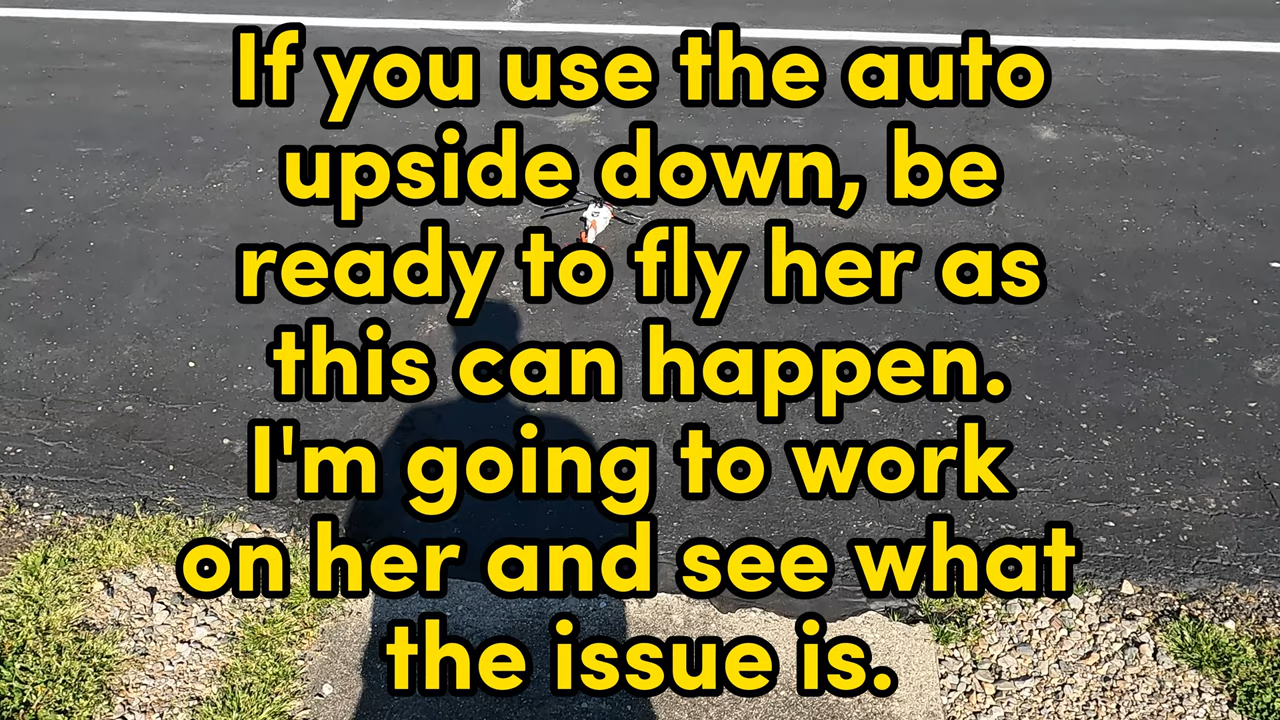 If you use the auto
upside down, be
ready to fly her as
this can happen.
I'm going to work
on her and see what
the issue is.